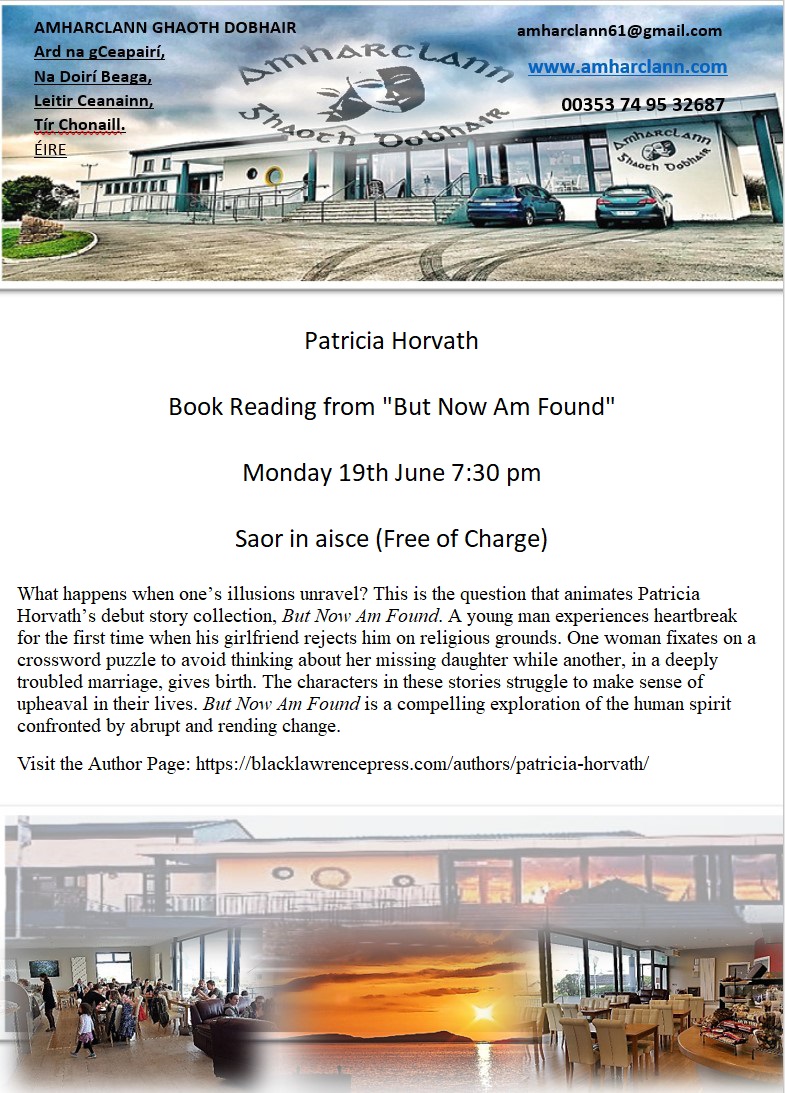 AMHARCLANN GHAOTH DOBHAIR
Ard na gCeapairí,
Na Doirí Beaga,
Leitir Ceanainn,
Tír Chonaill.
ÉIRE
amharclann61@gmail.com
www.amharclann.com
00353 74 95 32687
Amharclann
Ghaoth Dobhair
Amharclann
Ghaoth Dobhair
Patricia Horvath
Book Reading from "But Now Am Found"
Monday 19th June 7:30 pm
Saor in aisce (Free of Charge)
What happens when one’s illusions unravel? This is the question that animates Patricia
Horvath’s debut story collection, But Now Am Found. A young man experiences heartbreak
for the first time when his girlfriend rejects him on religious grounds. One woman fixates on a
crossword puzzle to avoid thinking about her missing daughter while another, in a deeply
troubled marriage, gives birth. The characters in these stories struggle to make sense of
upheaval in their lives. But Now Am Found is a compelling exploration of the human spirit
confronted by abrupt and rending change.
Visit the Author Page: https://blacklawrencepress.com/authors/patricia-horvath/